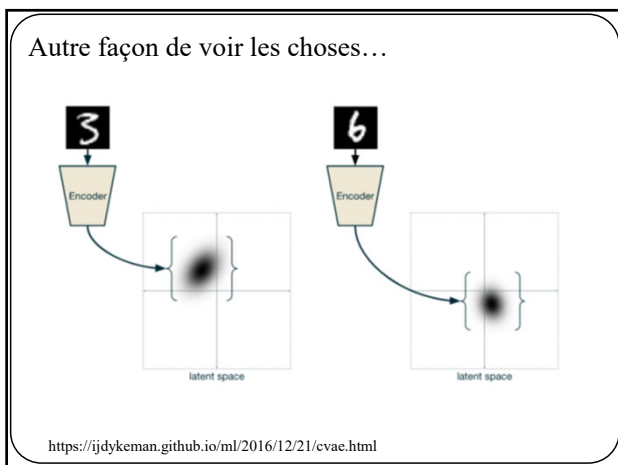 Autre façon de voir les choses…
3
6
Encoder
Encoder
latent space
latent space
https://ijdykeman.github.io/ml/2016/12/21/cvae.html